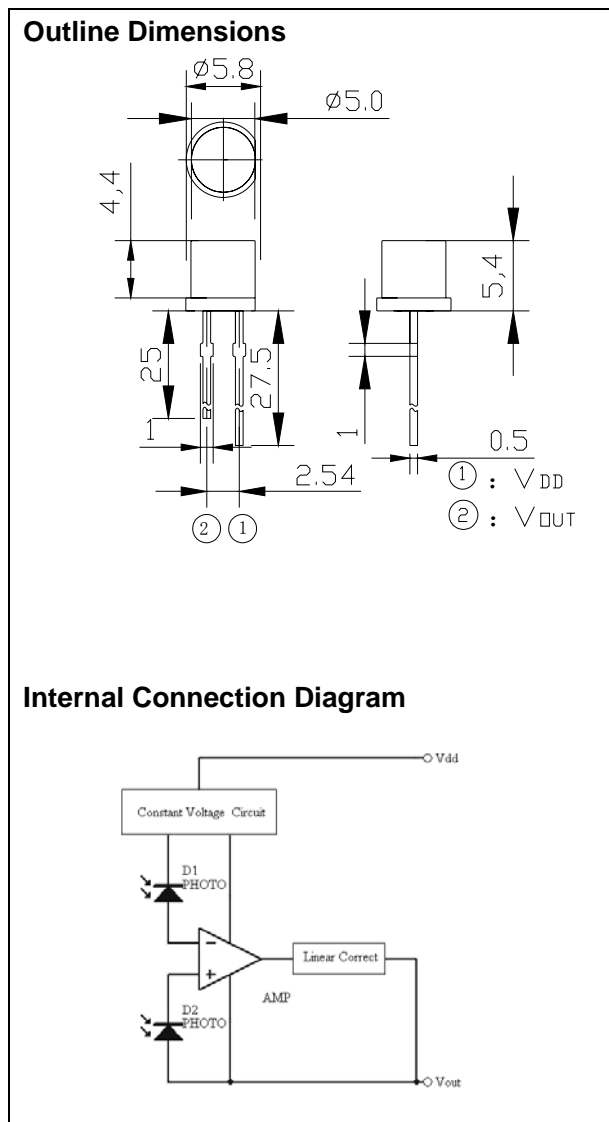 Outline Dimensions
ø5.8
ø5.0
4,4
5,4
25
27.5
1
1
2.54
0.5
① : VDD
② : VOUT
② ①
Internal Connection Diagram
Vdd
Constant Voltage Circuit
D1
PHOTO
−
+
Linear Correct
AMP
D2
PHOTO
Vout